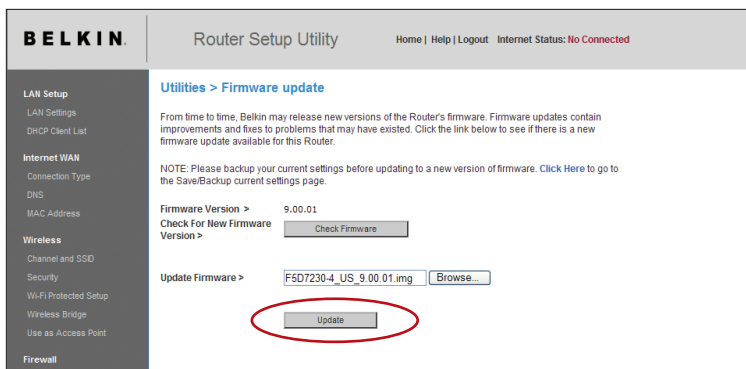 BELKIN.
Router Setup Utility
Home | Help | Logout Internet Status: No Connected
LAN Setup
LAN Settings
DHCP Client List
Internet WAN
Connection Type
DNS
MAC Address
Wireless
Channel and SSID
Security
Wi-Fi Protected Setup
Wireless Bridge
Use as Access Point
Firewall
Utilities > Firmware update
From time to time, Belkin may release new versions of the Router's firmware. Firmware updates contain
improvements and fixes to problems that may have existed. Click the link below to see if there is a new
firmware update available for this Router.
NOTE: Please backup your current settings before updating to a new version of firmware. Click Here to go to
the Save/Backup current settings page.
Firmware Version > 9.00.01
Check For New Firmware
Version > Check Firmware
Update Firmware > F5D7230-4_US_9.00.01.img Browse...
Update